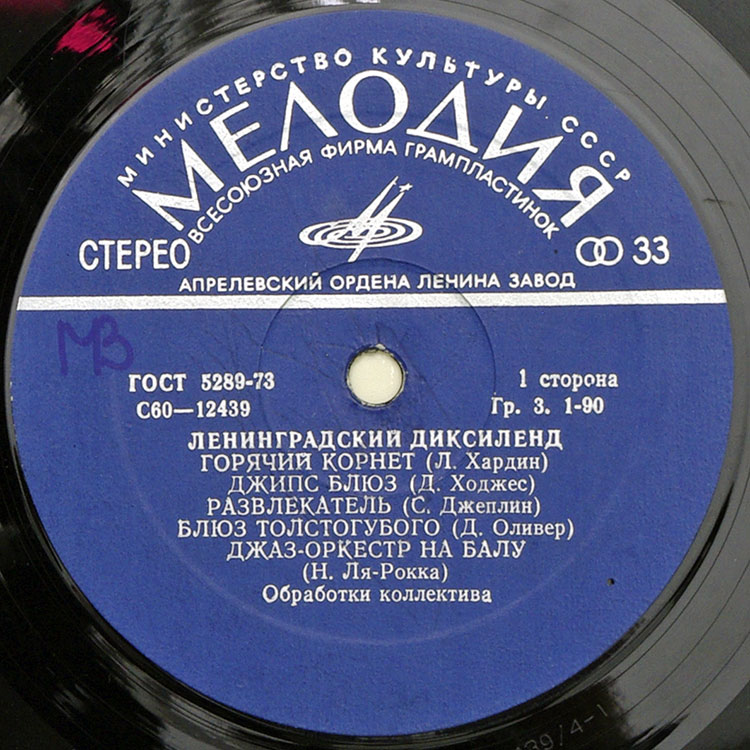 МИНИСТЕРСТВО КУЛЬТУРЫ СССР
МЕЛОДИЯ
ВСЕСОЮЗНАЯ ФИРМА ГРАМПЛАСТИНОК
СТЕРЕО
33
АПРЕЛЕВСКИЙ ОРДЕНА ЛЕНИНА ЗАВОД
МВ
ГОСТ 5289-73
1 сторона
С60—12439
Гр. 3. 1-90
ЛЕНИНГРАДСКИЙ ДИКСИЛЕНД
ГОРЯЧИЙ КОРНЕТ (Л. Хардин)
ДЖИПС БЛЮЗ (Д. Ходжес)
РАЗВЛЕКАТЕЛЬ (С. Джеплин)
БЛЮЗ ТОЛСТОГУБОГО (Д. Оливер)
ДЖАЗ-ОРКЕСТР НА БАЛУ
(Н. Ля-Рокка)
Обработки коллектива